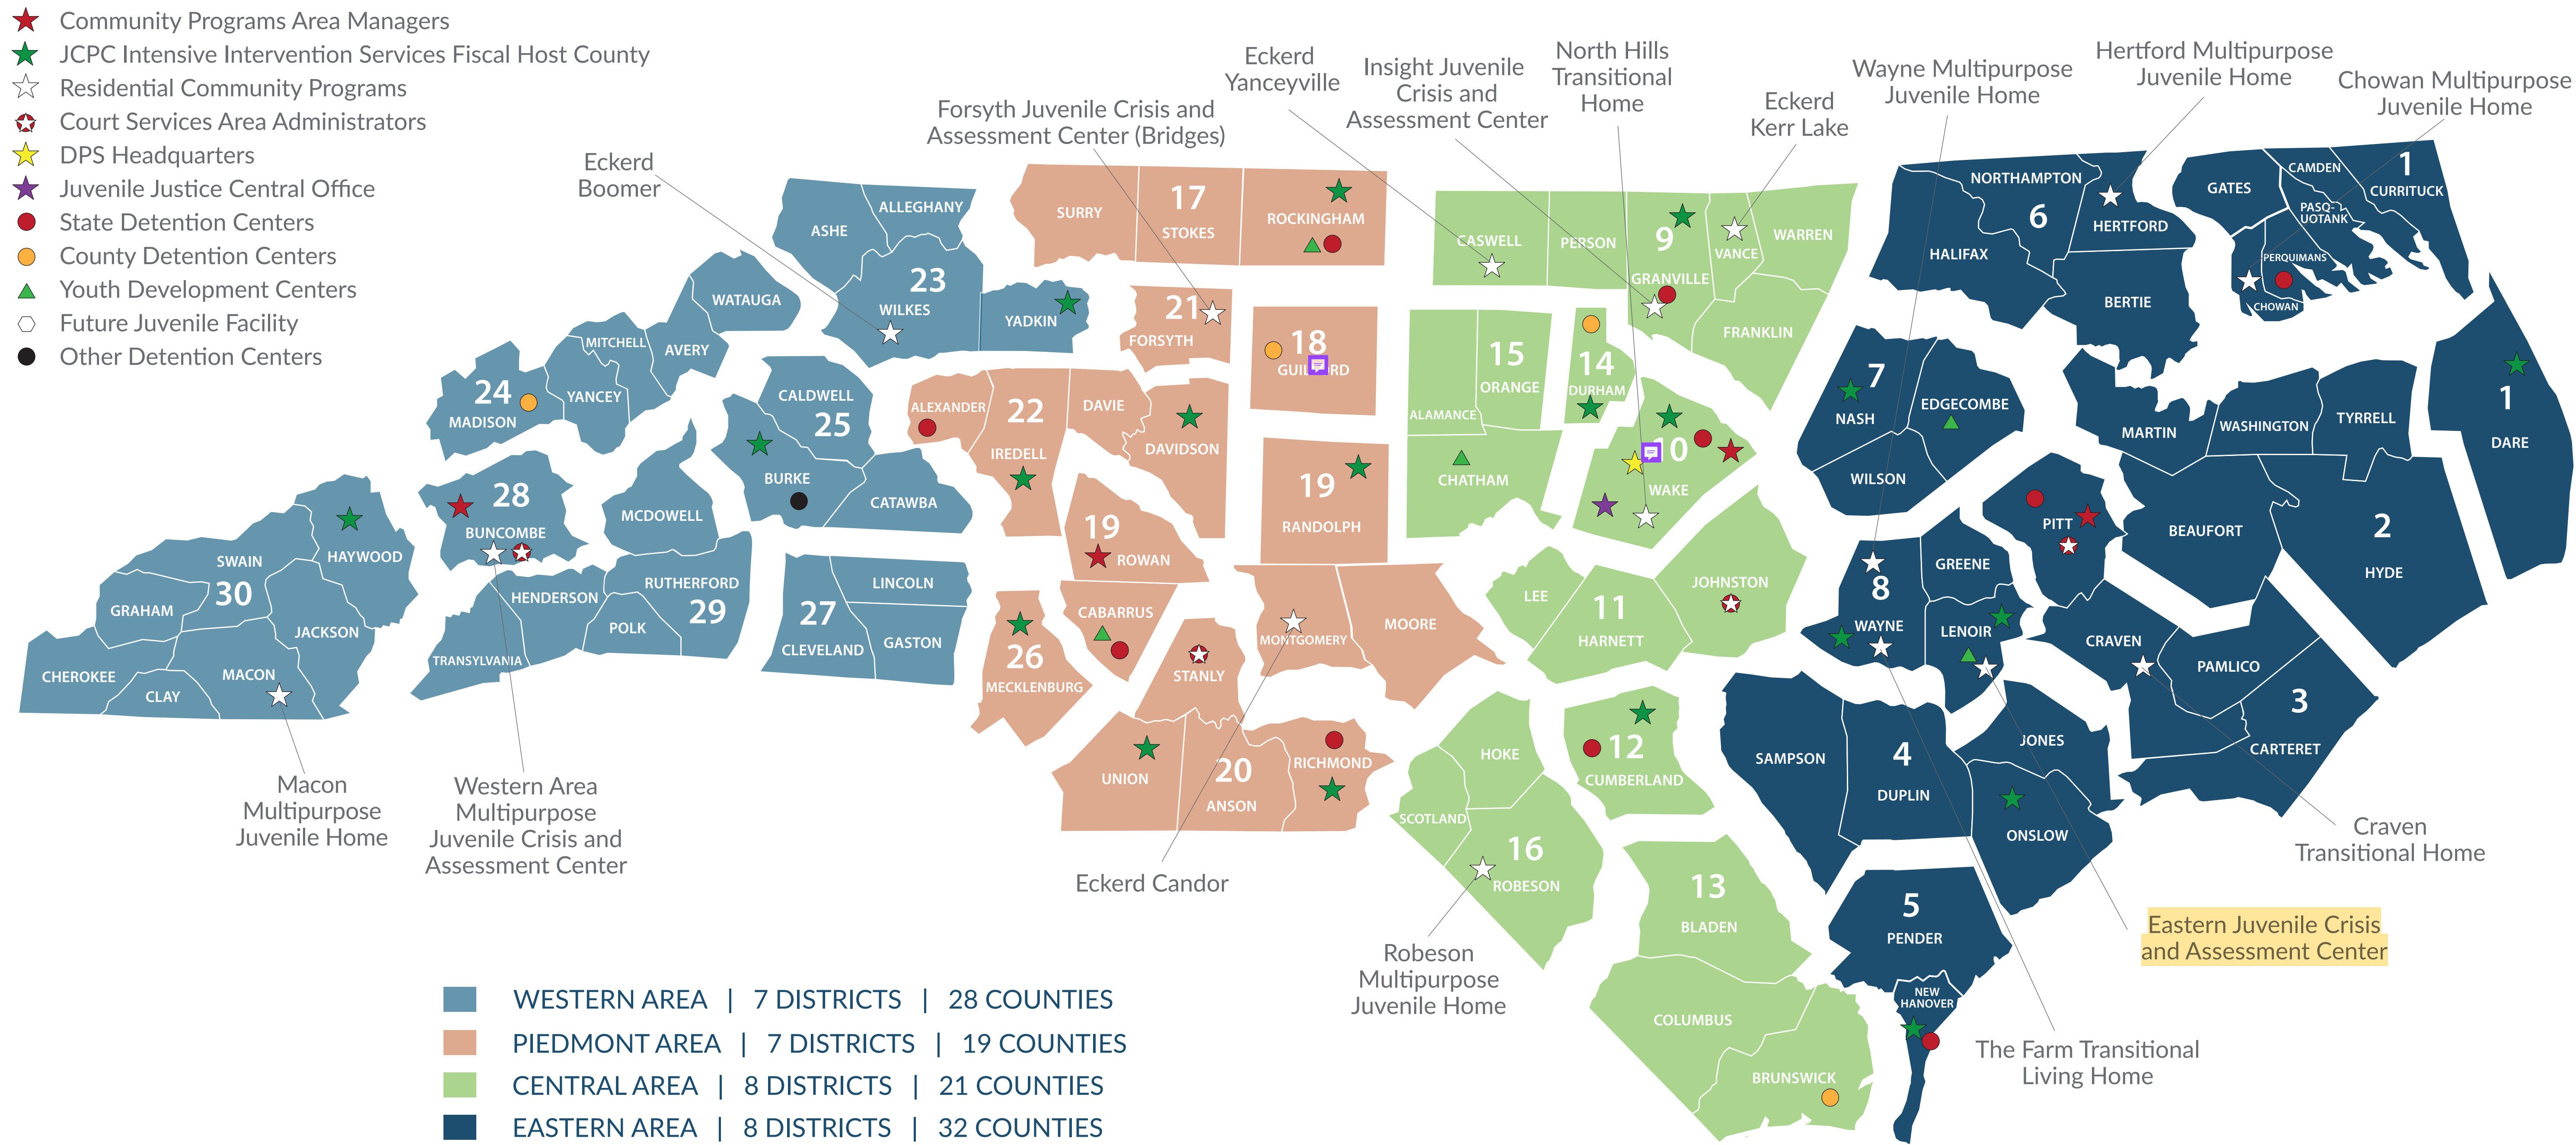 Community Programs Area Managers
JCPC Intensive Intervention Services Fiscal Host County
Residential Community Programs
Court Services Area Administrators
DPS Headquarters
Juvenile Justice Central Office
State Detention Centers
County Detention Centers
Youth Development Centers
Future Juvenile Facility
Other Detention Centers
Eckerd
Boomer
Forsyth Juvenile Crisis and
Assessment Center (Bridges)
Eckerd
Yanceyville
Insight Juvenile
Crisis and
Assessment Center
North Hills
Transitional
Home
Eckerd
Kerr Lake
Wayne Multipurpose
Juvenile Home
Hertford Multipurpose
Juvenile Home
Chowan Multipurpose
Juvenile Home
ASHE
ALLEGHANY
23
WILKES
YADKIN
WATAUGA
MITCHELL
AVERY
YANCEY
24
MADISON
CALDWELL
25
BURKE
CATAWBA
28
BUNCOMBE
MCDOWELL
HAYWOOD
SWAIN
30
GRAHAM
JACKSON
CHEROKEE
CLAY
MACON
HENDERSON
TRANSYLVANIA
POLK
RUTHERFORD
29
27
CLEVELAND
LINCOLN
GASTON
SURRY
17
STOKES
ROCKINGHAM
21
FORSYTH
18
ALEXANDER
22
IREDELL
DAVIE
DAVIDSON
19
RANDOLPH
19
ROWAN
CABARRUS
26
MECKLENBURG
STANLY
MONTGOMERY
MOORE
UNION
20
ANSON
RICHMOND
CASWELL
PERSON
9
GRANVILLE
VANCE
WARREN
FRANKLIN
ALAMANCE
15
ORANGE
14
DURHAM
CHATHAM
10
WAKE
LEE
11
HARNETT
JOHNSTON
HOKE
SCOTLAND
16
ROBESON
12
CUMBERLAND
13
BLADEN
COLUMBUS
BRUNSWICK
NORTHAMPTON
6
HALIFAX
HERTFORD
BERTIE
GATES
CAMDEN
1
CURRITUCK
PASQ-
UOTANK
PERQUIMANS
CHOWAN
7
NASH
EDGECOMBE
WILSON
MARTIN
WASHINGTON
TYRRELL
1
DARE
PITT
BEAUFORT
2
HYDE
8
WAYNE
GREENE
LENOIR
CRAVEN
PAMLICO
3
CARTERET
JONES
ONSLOW
SAMPSON
4
DUPLIN
5
PENDER
NEW
HANOVER
Macon
Multipurpose
Juvenile Home
Western Area
Multipurpose
Juvenile Crisis and
Assessment Center
Eckerd Candor
Robeson
Multipurpose
Juvenile Home
Craven
Transitional Home
Eastern Juvenile Crisis
and Assessment Center
The Farm Transitional
Living Home
WESTERN AREA | 7 DISTRICTS | 28 COUNTIES
PIEDMONT AREA | 7 DISTRICTS | 19 COUNTIES
CENTRAL AREA | 8 DISTRICTS | 21 COUNTIES
EASTERN AREA | 8 DISTRICTS | 32 COUNTIES